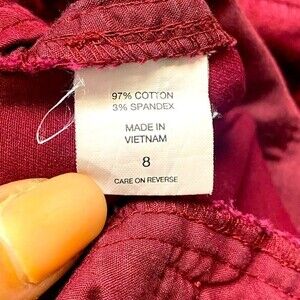 97% COTTON
3% SPANDEX
MADE IN
VIETNAM
8
CARE ON REVERSE